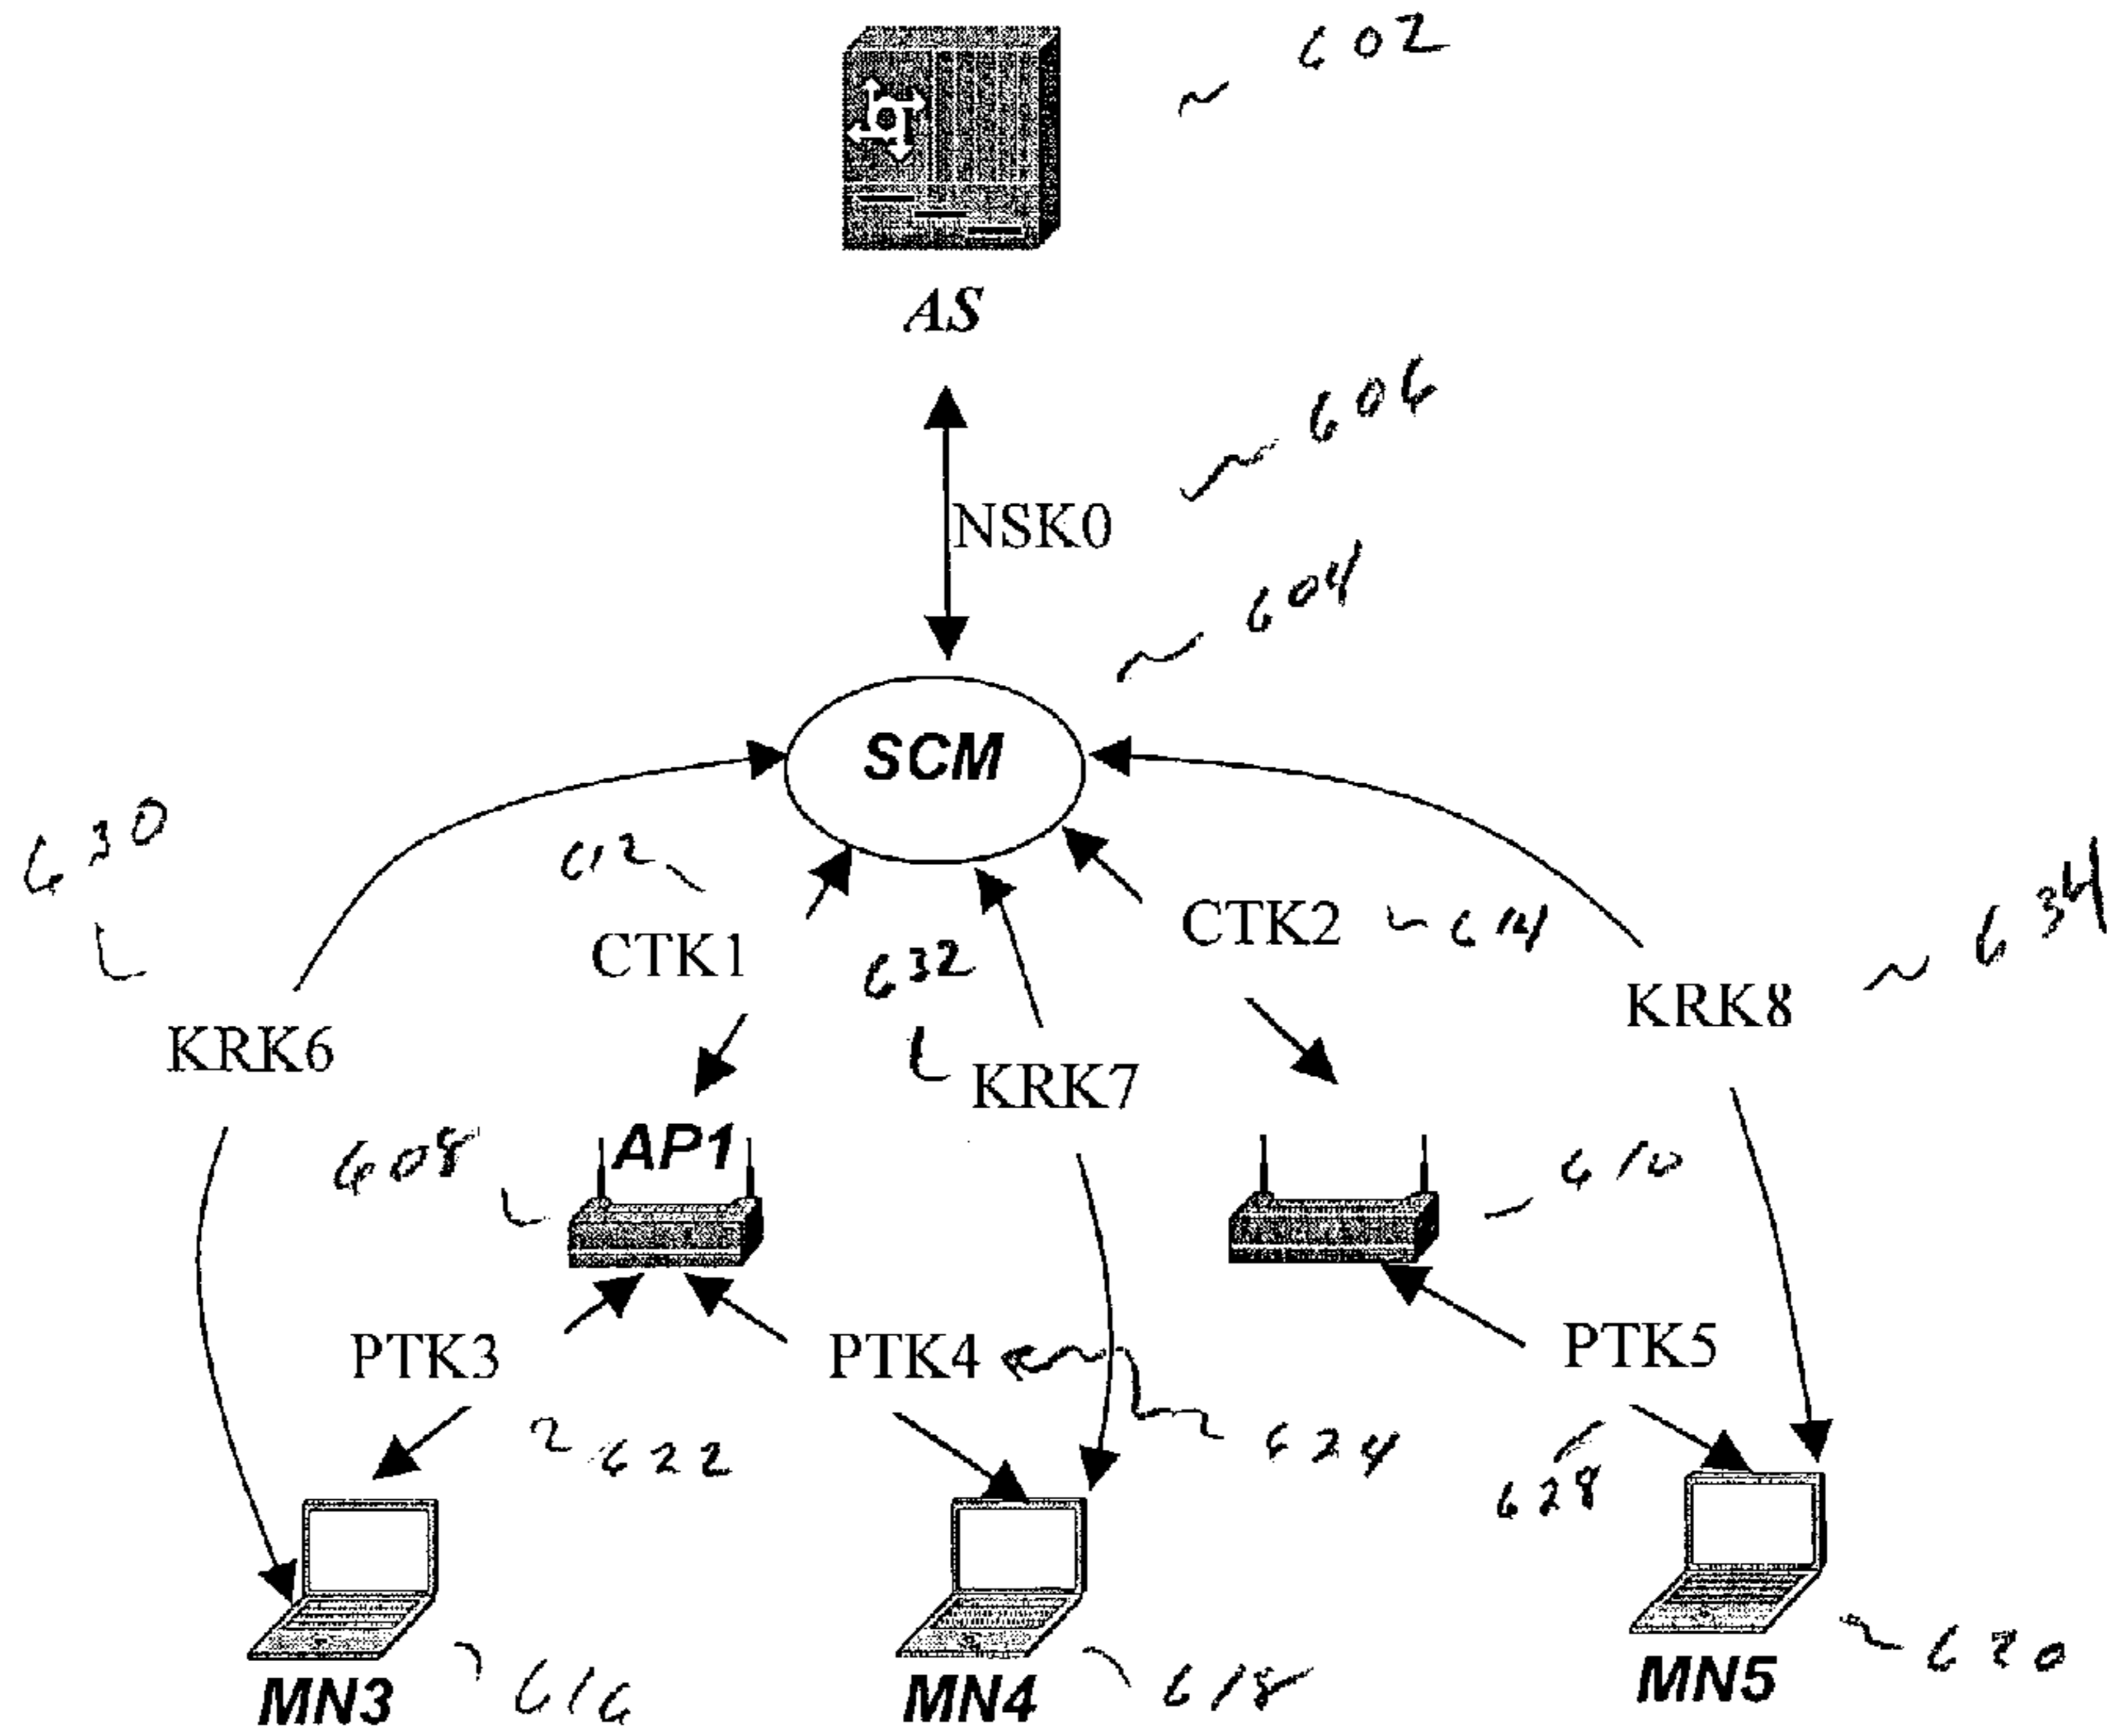 602
AS
606
NSK0
604
SCM
630
612
634
CTK2
614
CTK1
632
KRK8
KRK6
KRK7
AP1
608
610
PTK3
PTK4
PTK5
622
624
628
MN3
616
MN4
618
MN5
620